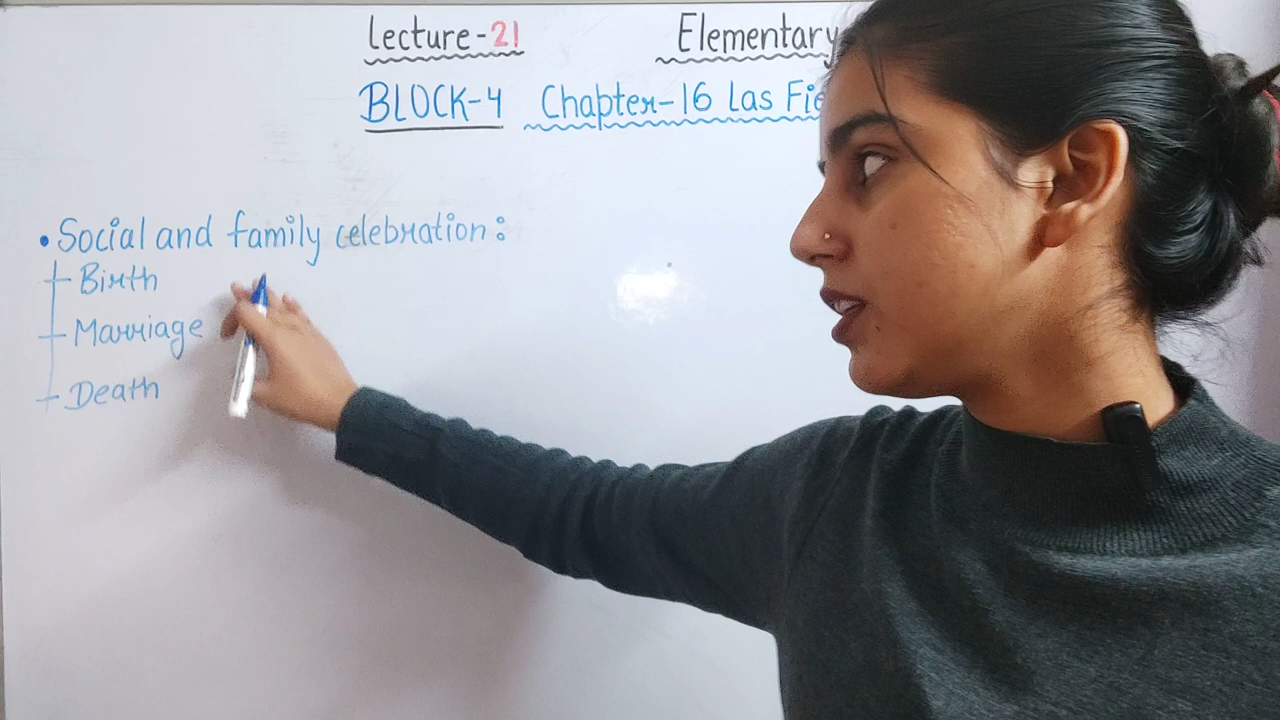 Lecture-21 Elementary
BLOCK-4 Chapter-16 Las
• Social and family celebration:
Birth
Marriage
Death